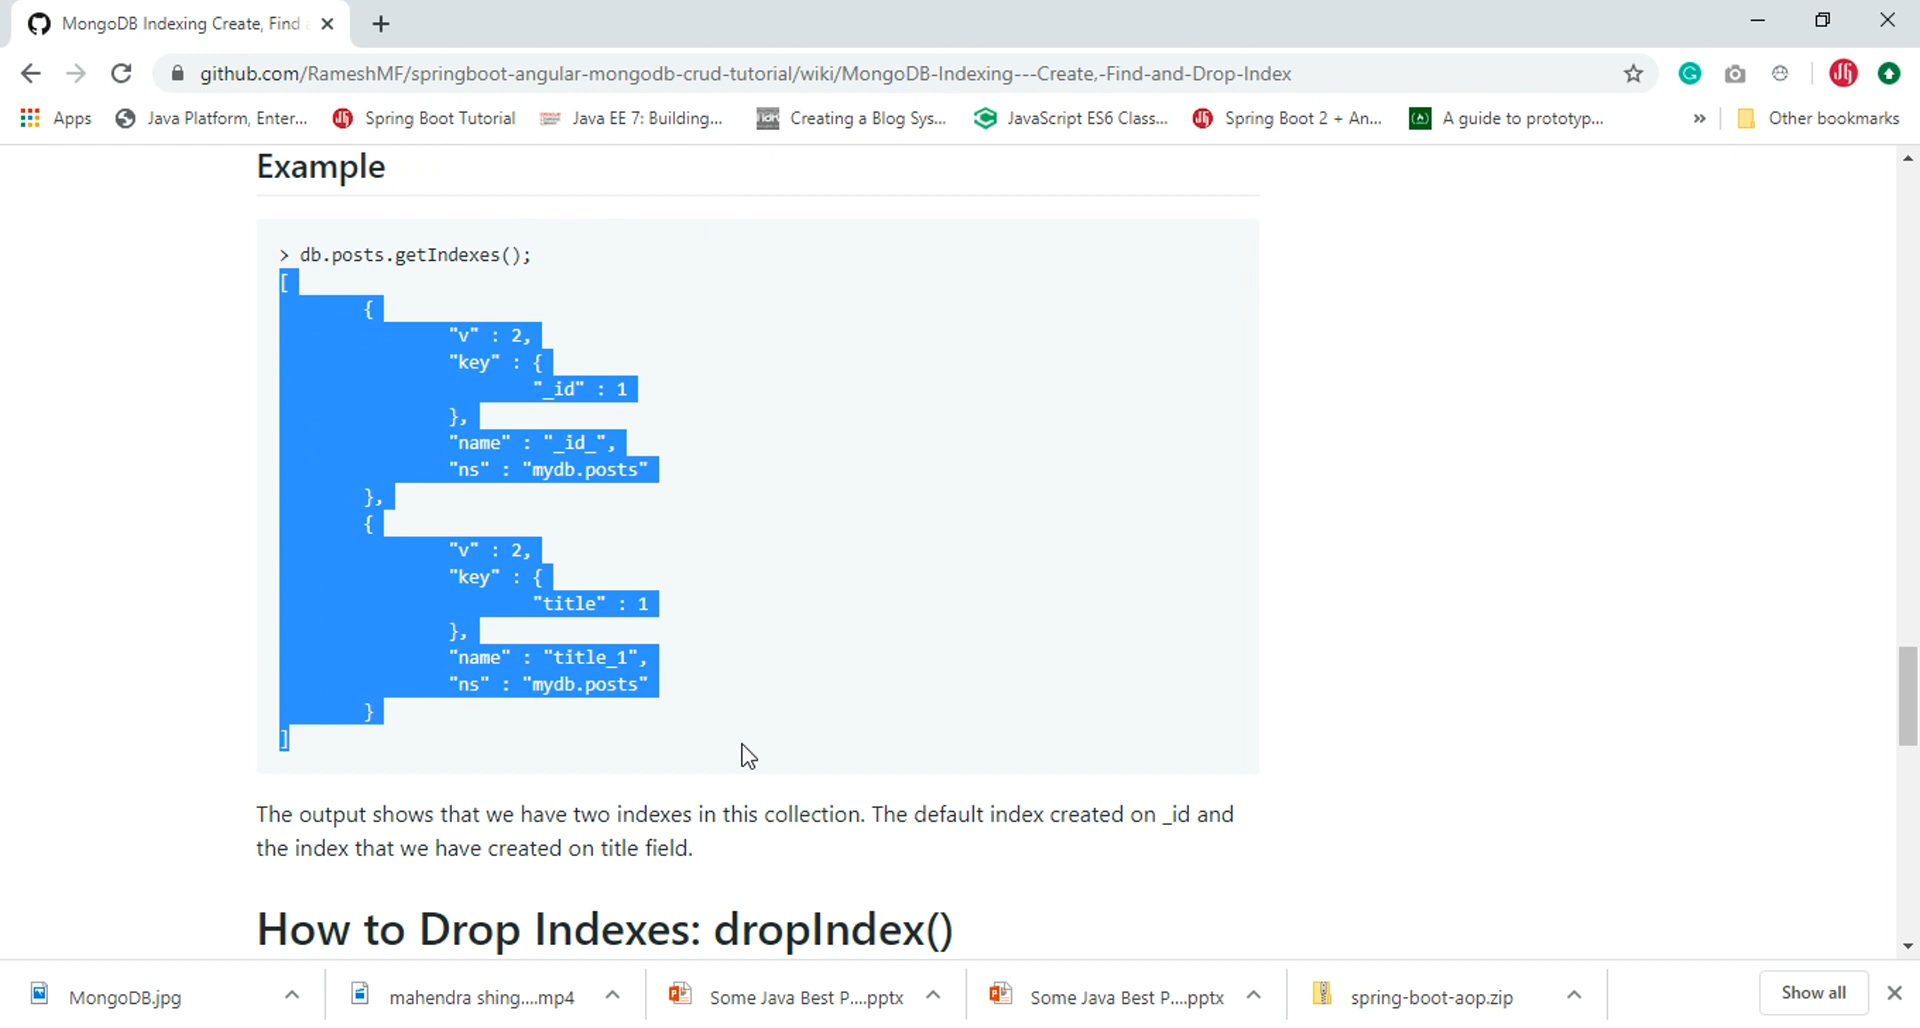 MongoDB Indexing Create, Find
github.com/RameshMF/springboot-angular-mongodb-crud-tutorial/wiki/MongoDB-Indexing---Create,-Find-and-Drop-Index
Apps Java Platform, Enter... Spring Boot Tutorial Java EE 7: Building... Creating a Blog Sys... JavaScript ES6 Class... Spring Boot 2 + An... A guide to prototyp... » Other bookmarks
Example
> db.posts.getIndexes();
[
{
"v" : 2,
"key" : {
"_id" : 1
},
"name" : "_id_",
"ns" : "mydb.posts"
},
{
"v" : 2,
"key" : {
"title" : 1
},
"name" : "title_1",
"ns" : "mydb.posts"
}
]
The output shows that we have two indexes in this collection. The default index created on _id and
the index that we have created on title field.
How to Drop Indexes: dropIndex()
MongoDB.jpg mahendra shing....mp4 Some Java Best P....pptx Some Java Best P....pptx spring-boot-aop.zip Show all